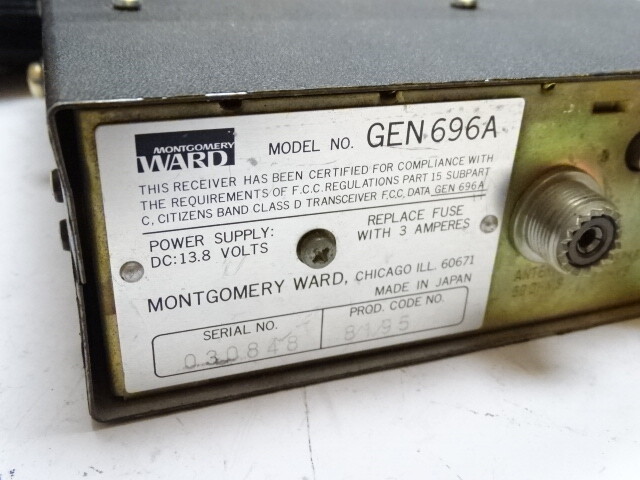 MONTGOMERY
WARD
MODEL NO. GEN 696A
THIS RECEIVER HAS BEEN CERTIFIED FOR COMPLIANCE WITH
THE REQUIREMENTS OF F.C.C. REGULATIONS PART 15 SUBPART
C, CITIZENS BAND CLASS D TRANSCEIVER F.C.C. DATA GEN 696A
POWER SUPPLY:
DC:13.8 VOLTS
REPLACE FUSE
WITH 3 AMPERES
MONTGOMERY WARD, CHICAGO ILL. 60671
MADE IN JAPAN
SERIAL NO.
030848
PROD. CODE NO.
8195